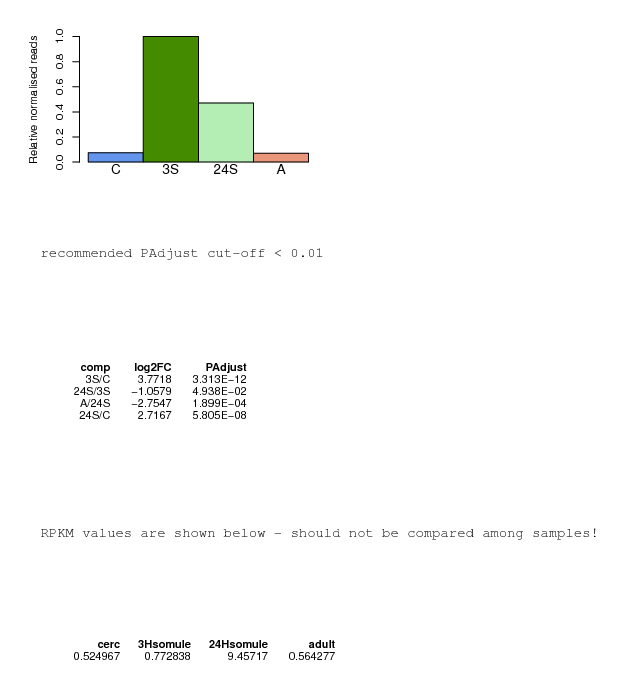 Relative normalised reads
1.0
0.8
0.6
0.4
0.2
0.0
C 3S 24S A
recommended PAdjust cut-off < 0.01
comp log2FC PAdjust
3S/C 3.7718 3.313E−12
24S/3S −1.0579 4.938E−02
A/24S −2.7547 1.899E−04
24S/C 2.7167 5.805E−08
RPKM values are shown below - should not be compared among samples!
cerc 3Hsomule 24Hsomule adult
0.524967 0.772838 9.45717 0.564277